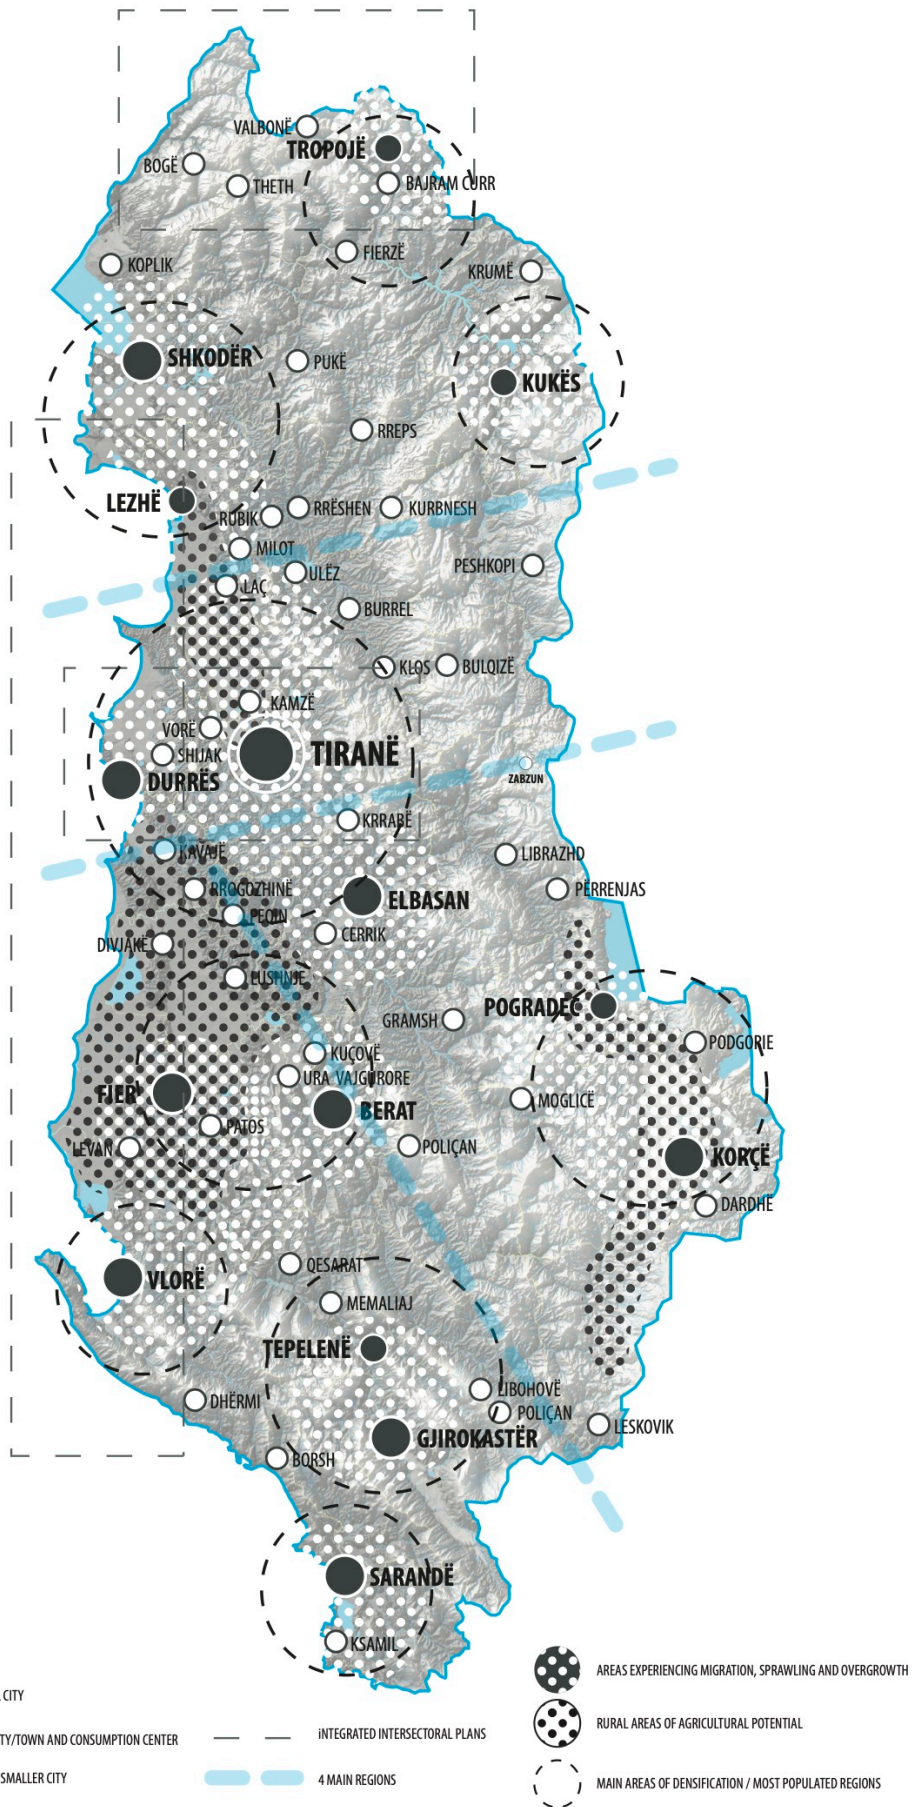 VALBONË
TROPOJË
BOGË
THETH
BAJRAM CURR
FIERZË
KOPLIK
KRUMË
SHKODËR
PUKË
KUKËS
RREPS
LEZHË
RUBIK
RRËSHEN
KURBNESH
MILOT
ULËZ
PESHKOPI
LAÇ
BURREL
KLOS
BULQIZË
KAMZË
VORË
SHIJAK
TIRANË
DURRËS
ZABZUN
KRRABË
KAVAJË
LIBRAZHD
RROGOZHINË
ELBASAN
PËRRENJAS
PEQIN
CERRIK
DIVJAKË
LUSHNJE
POGRADEC
GRAMSH
PODGORIE
KUÇOVË
URA VAJGURORE
FIER
BERAT
MOGLICË
PATOS
LEVAN
POLIÇAN
KORÇË
DARDHË
QESARAT
VLORË
MEMALIAJ
TEPELENË
DHËRMI
LIBOHOVË
POLIÇAN
LESKOVIK
GJIROKASTËR
BORSH
SARANDË
KSAMIL
CITY
TY/TOWN AND CONSUMPTION CENTER
SMALLER CITY
iNTEGRATED INTERSECTORAL PLANS
4 MAIN REGIONS
AREAS EXPERIENCING MIGRATION, SPRAWLING AND OVERGROWTH
RURAL AREAS OF AGRICULTURAL POTENTIAL
MAIN AREAS OF DENSIFICATION / MOST POPULATED REGIONS